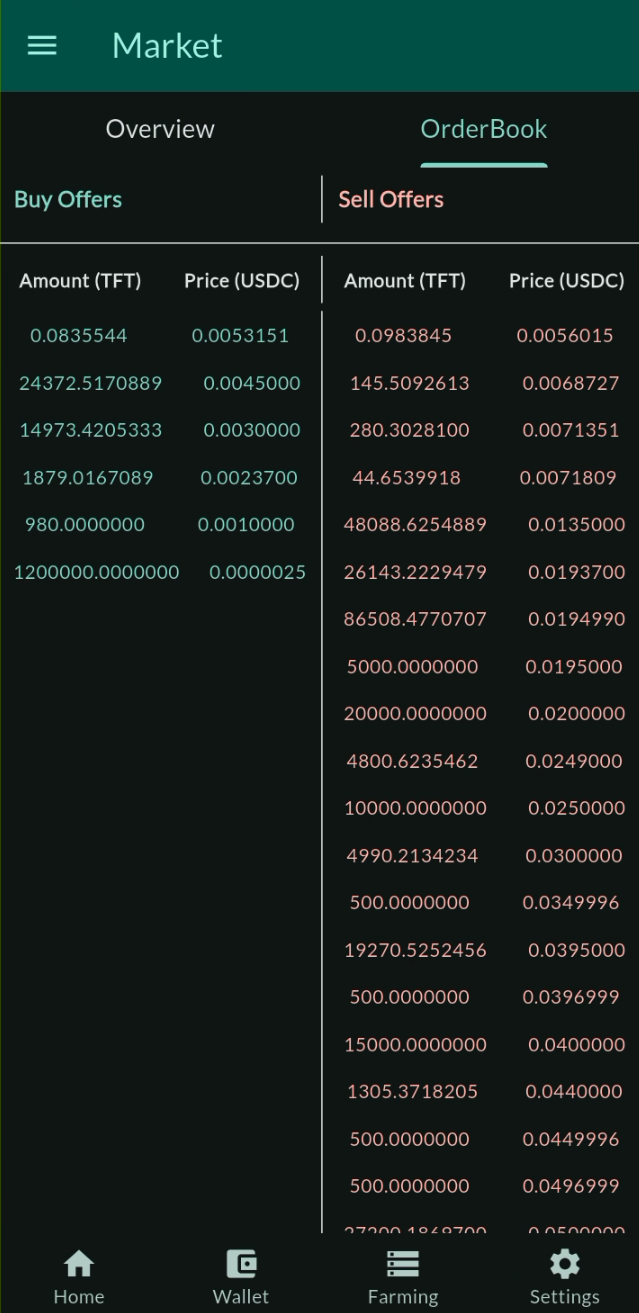 Market
Overview OrderBook
Buy Offers Sell Offers
Amount (TFT) Price (USDC) Amount (TFT) Price (USDC)
0.0835544 0.0053151 0.0983845 0.0056015
24372.5170889 0.0045000 145.5092613 0.0068727
14973.4205333 0.0030000 280.3028100 0.0071351
1879.0167089 0.0023700 44.6539918 0.0071809
980.0000000 0.0010000 48088.6254889 0.0135000
1200000.0000000 0.0000025 26143.2229479 0.0193700
86508.4770707 0.0194990
5000.0000000 0.0195000
20000.0000000 0.0200000
4800.6235462 0.0249000
10000.0000000 0.0250000
4990.2134234 0.0300000
500.0000000 0.0349996
19270.5252456 0.0395000
500.0000000 0.0396999
15000.0000000 0.0400000
1305.3718205 0.0440000
500.0000000 0.0449996
500.0000000 0.0496999
Home Wallet Farming Settings